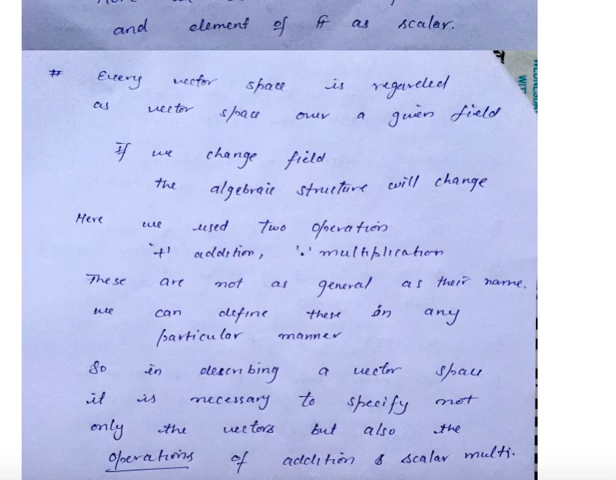 and element of F as scalar.
# Every vector space is regarded
as vector space over a given field
If we change field
the algebraic structure will change
Here we used two operation
'+' addition, '.' multiplication
These are not as general as their name.
we can define these in any
particular manner
So in describing a vector space
it is necessary to specify not
only the vectors but also the
operations of addition & scalar multi.